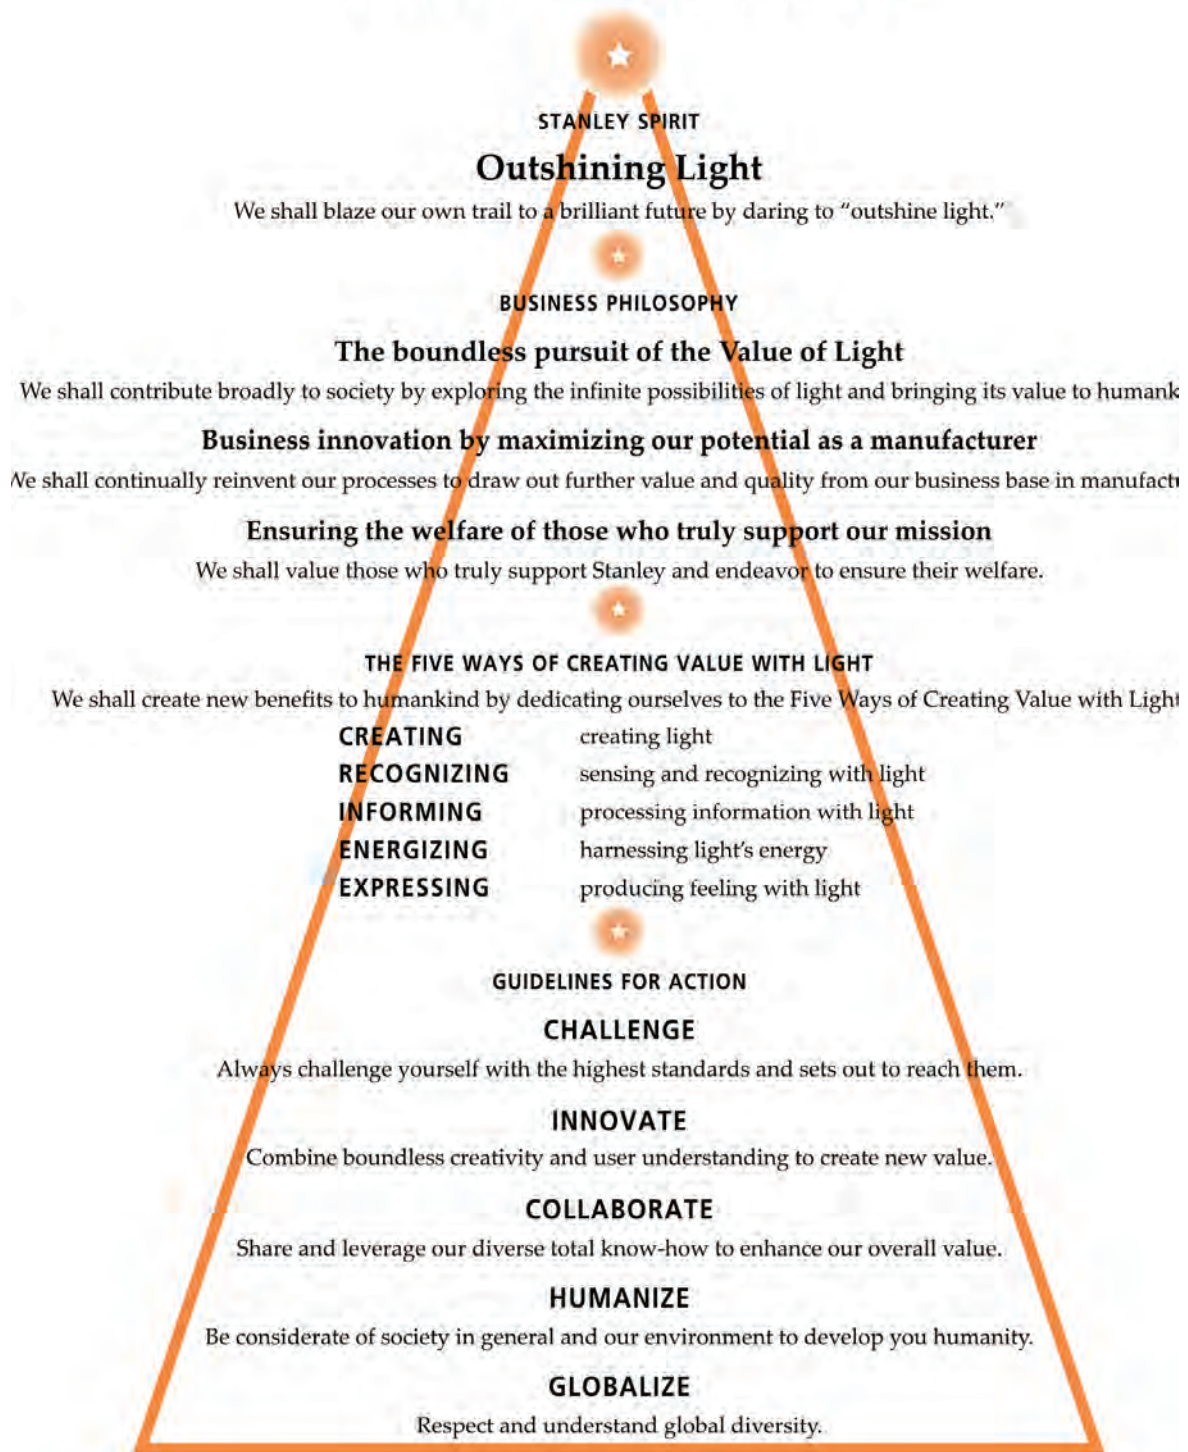 STANLEY SPIRIT
Outshining Light
We shall blaze our own trail to a brilliant future by daring to “outshine light.”
BUSINESS PHILOSOPHY
The boundless pursuit of the Value of Light
We shall contribute broadly to society by exploring the infinite possibilities of light and bringing its value to humank
Business innovation by maximizing our potential as a manufacturer
We shall continually reinvent our processes to draw out further value and quality from our business base in manufact
Ensuring the welfare of those who truly support our mission
We shall value those who truly support Stanley and endeavor to ensure their welfare.
THE FIVE WAYS OF CREATING VALUE WITH LIGHT
We shall create new benefits to humankind by dedicating ourselves to the Five Ways of Creating Value with Light
CREATING creating light
RECOGNIZING sensing and recognizing with light
INFORMING processing information with light
ENERGIZING harnessing light’s energy
EXPRESSING producing feeling with light
GUIDELINES FOR ACTION
CHALLENGE
Always challenge yourself with the highest standards and sets out to reach them.
INNOVATE
Combine boundless creativity and user understanding to create new value.
COLLABORATE
Share and leverage our diverse total know-how to enhance our overall value.
HUMANIZE
Be considerate of society in general and our environment to develop you humanity.
GLOBALIZE
Respect and understand global diversity.